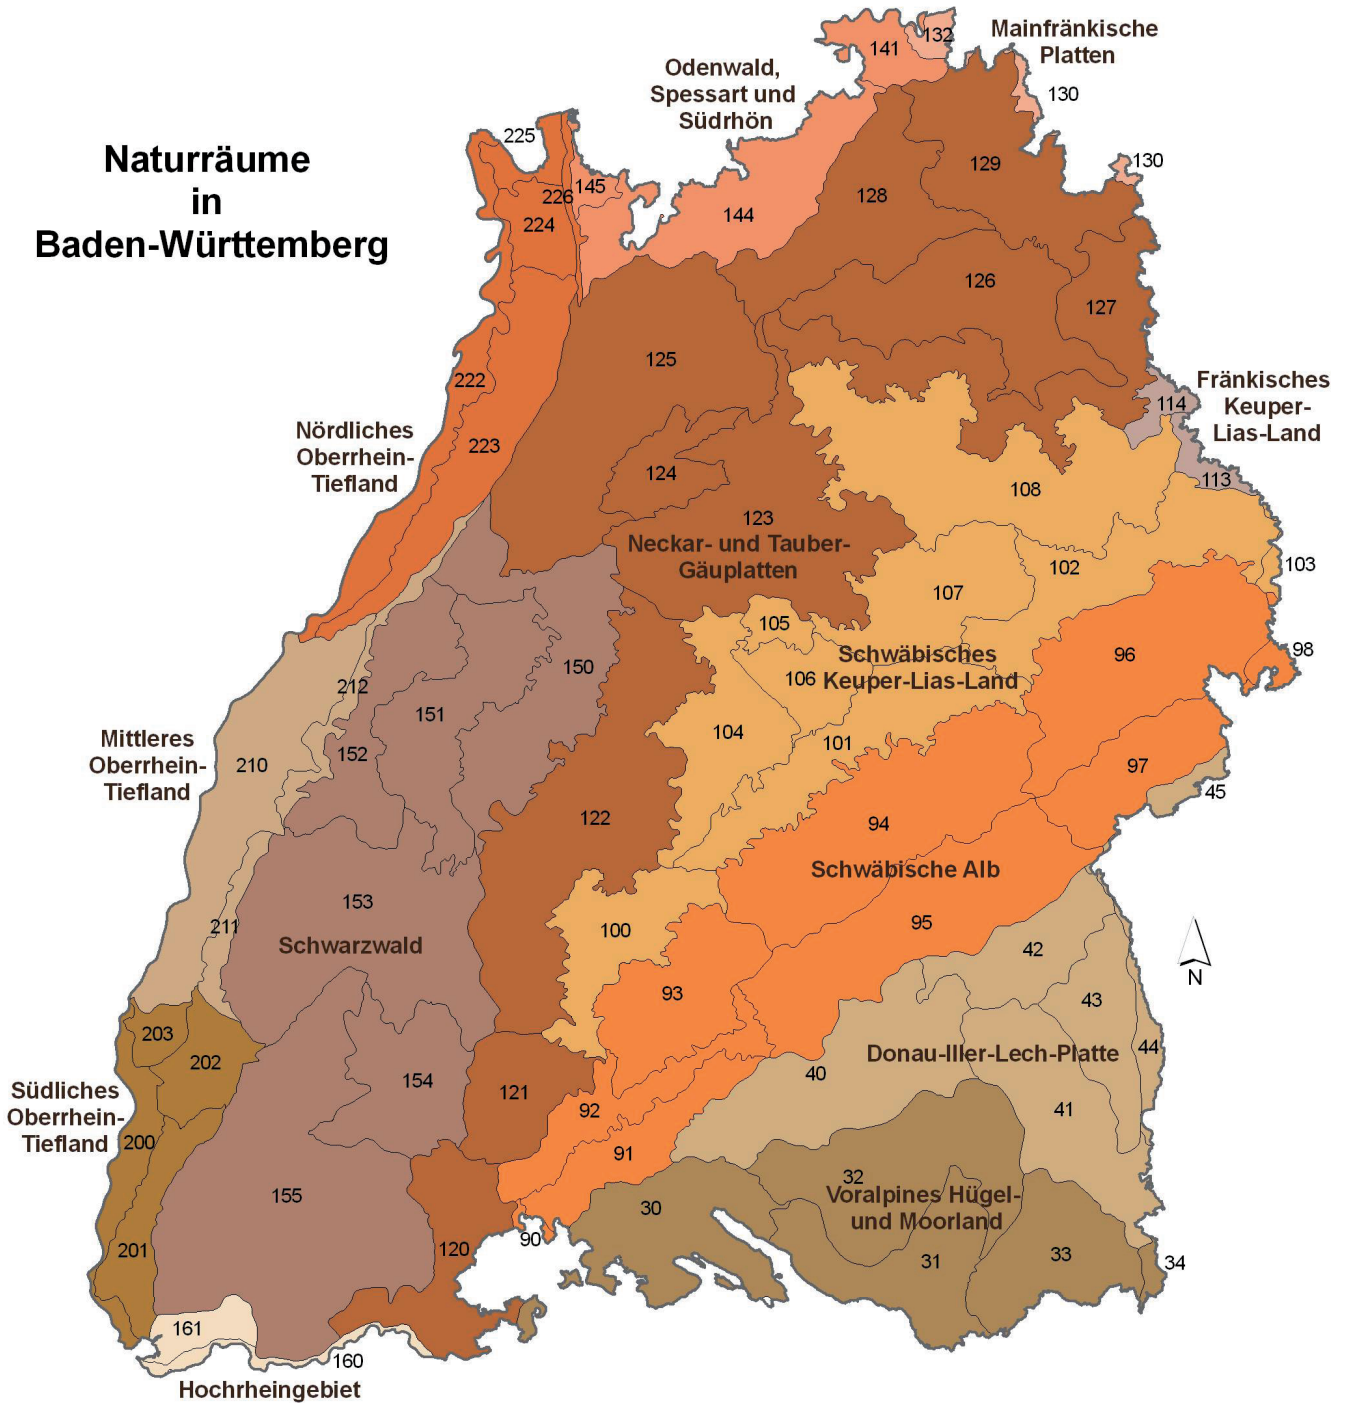 Naturräume
in
Baden-Württemberg
Mainfränkische
Platten
Odenwald,
Spessart und
Südrhön
141
132
130
130
225
226
145
224
144
128
129
126
127
125
222
223
Nördliches
Oberrhein-
Tiefland
Fränkisches
Keuper-
Lias-Land
114
113
124
123
Neckar- und Tauber-
Gäuplatten
108
107
102
103
105
106
Schwäbisches
Keuper-Lias-Land
96
98
150
212
151
152
104
101
97
45
Mittleres
Oberrhein-
Tiefland
210
122
94
Schwäbische Alb
95
153
Schwarzwald
211
100
93
42
43
44
N
203
202
Südliches
Oberrhein-
Tiefland
200
201
154
121
92
91
40
Donau-Iller-Lech-Platte
41
155
120
90
30
32
Voralpines Hügel-
und Moorland
31
33
34
161
160
Hochrheingebiet